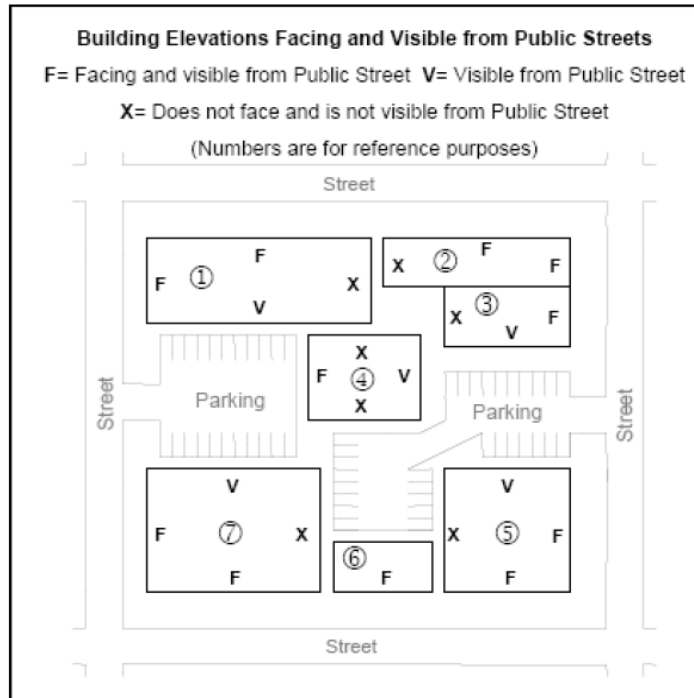 Building Elevations Facing and Visible from Public Streets
F= Facing and visible from Public Street V= Visible from Public Street
X= Does not face and is not visible from Public Street
(Numbers are for reference purposes)
Street
F
F ① X
V
F
X ② F
X ③ F
V
X
F ④ V
X
Street
Parking
Parking
Street
V
F ⑦ X
F
⑥
F
V
X ⑤ F
F
Street